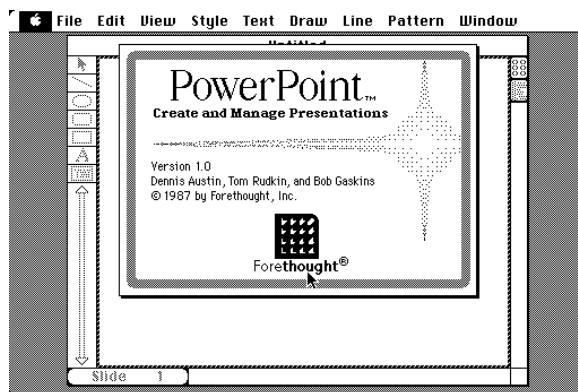 File Edit View Style Text Draw Line Pattern Window
Untitled
PowerPoint™
Create and Manage Presentations
Version 1.0
Dennis Austin, Tom Rudkin, and Bob Gaskins
© 1987 by Forethought, Inc.
Forethought®
A
Slide 1